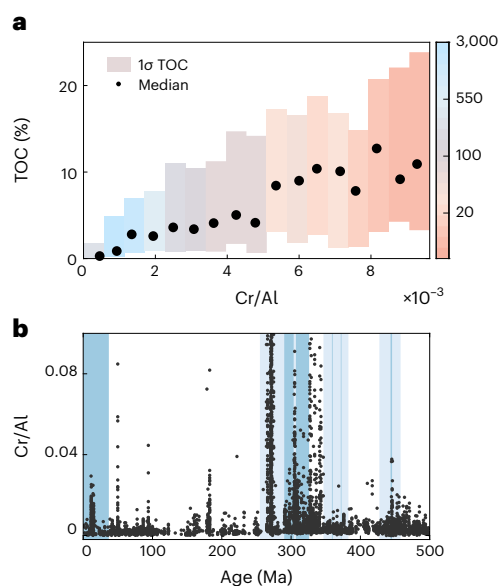 a
1σ TOC
Median
TOC (%)
20
10
0
0 2 4 6 8
Cr/Al
×10⁻³
3,000
550
100
20
b
Cr/Al
0.08
0.04
0
0 100 200 300 400 500
Age (Ma)